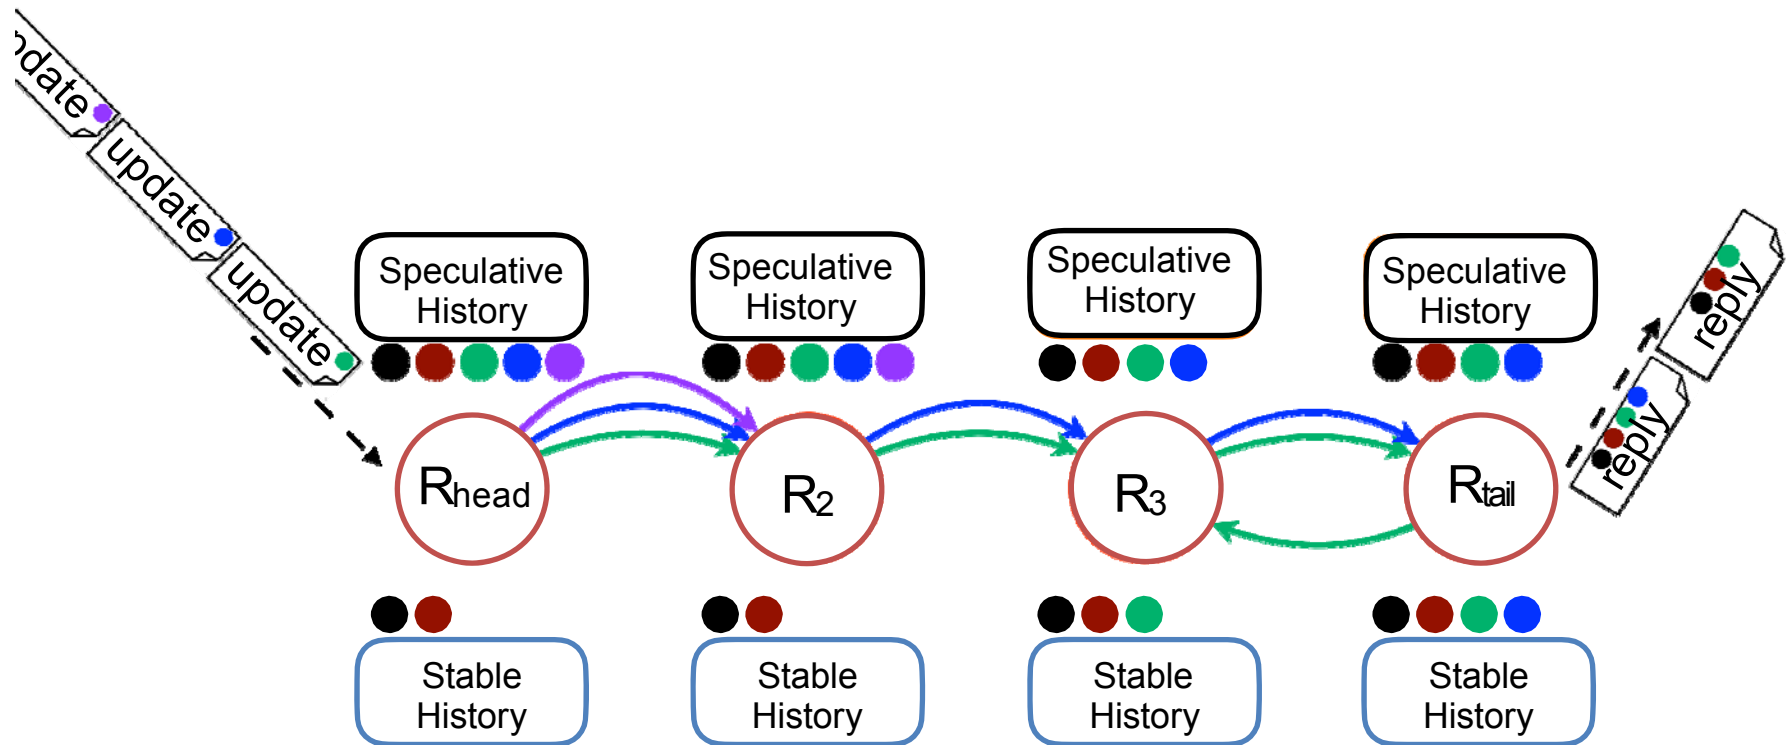 pdate
update
update
Speculative
History
Speculative
History
Speculative
History
Speculative
History
reply
reply
Rhead
R2
R3
Rtail
Stable
History
Stable
History
Stable
History
Stable
History